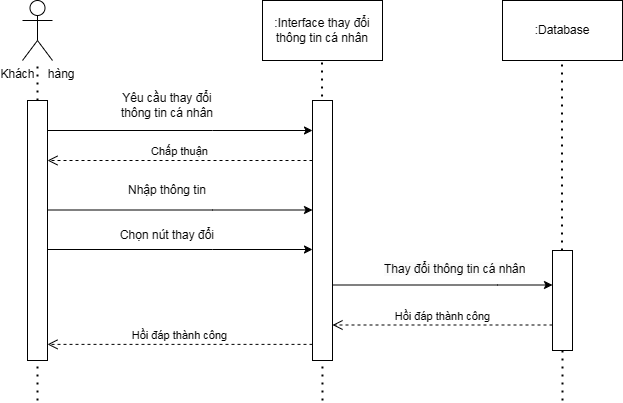 :Interface thay đổi
thông tin cá nhân
:Database
Khách hàng
Yêu cầu thay đổi
thông tin cá nhân
Chấp thuận
Nhập thông tin
Chọn nút thay đổi
Thay đổi thông tin cá nhân
Hồi đáp thành công
Hồi đáp thành công